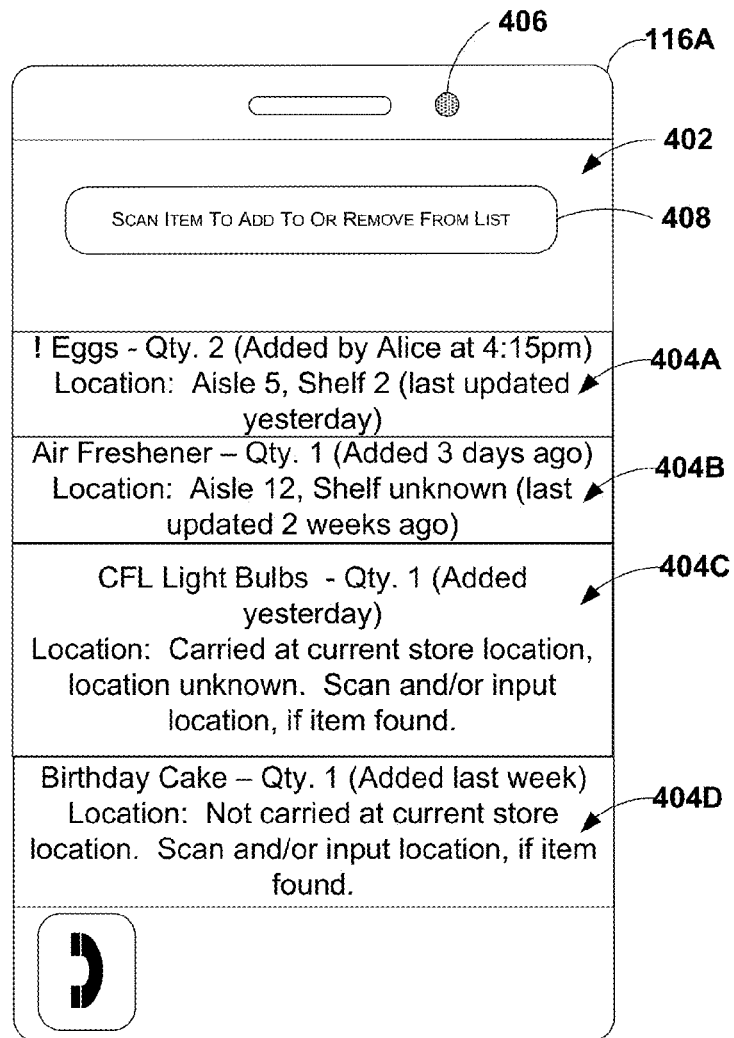 406
116A
402
SCAN ITEM TO ADD TO OR REMOVE FROM LIST
408
! Eggs - Qty. 2 (Added by Alice at 4:15pm)
Location: Aisle 5, Shelf 2 (last updated
yesterday)
404A
Air Freshener – Qty. 1 (Added 3 days ago)
Location: Aisle 12, Shelf unknown (last
updated 2 weeks ago)
404B
CFL Light Bulbs - Qty. 1 (Added
yesterday)
Location: Carried at current store location,
location unknown. Scan and/or input
location, if item found.
404C
Birthday Cake – Qty. 1 (Added last week)
Location: Not carried at current store
location. Scan and/or input location, if item
found.
404D